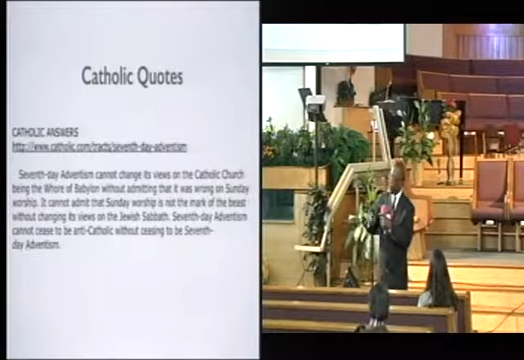 Catholic Quotes
CATHOLIC ANSWERS
http://www.catholic.com/tracts/seventh-day-adventism
Seventh-day Adventism cannot change its views on the Catholic Church
being the Whore of Babylon without admitting that it was wrong on Sunday
worship. It cannot admit that Sunday worship is not the mark of the beast
without changing its views on the Jewish Sabbath. Seventh-day Adventism
cannot cease to be anti-Catholic without ceasing to be Seventh-
day Adventism.